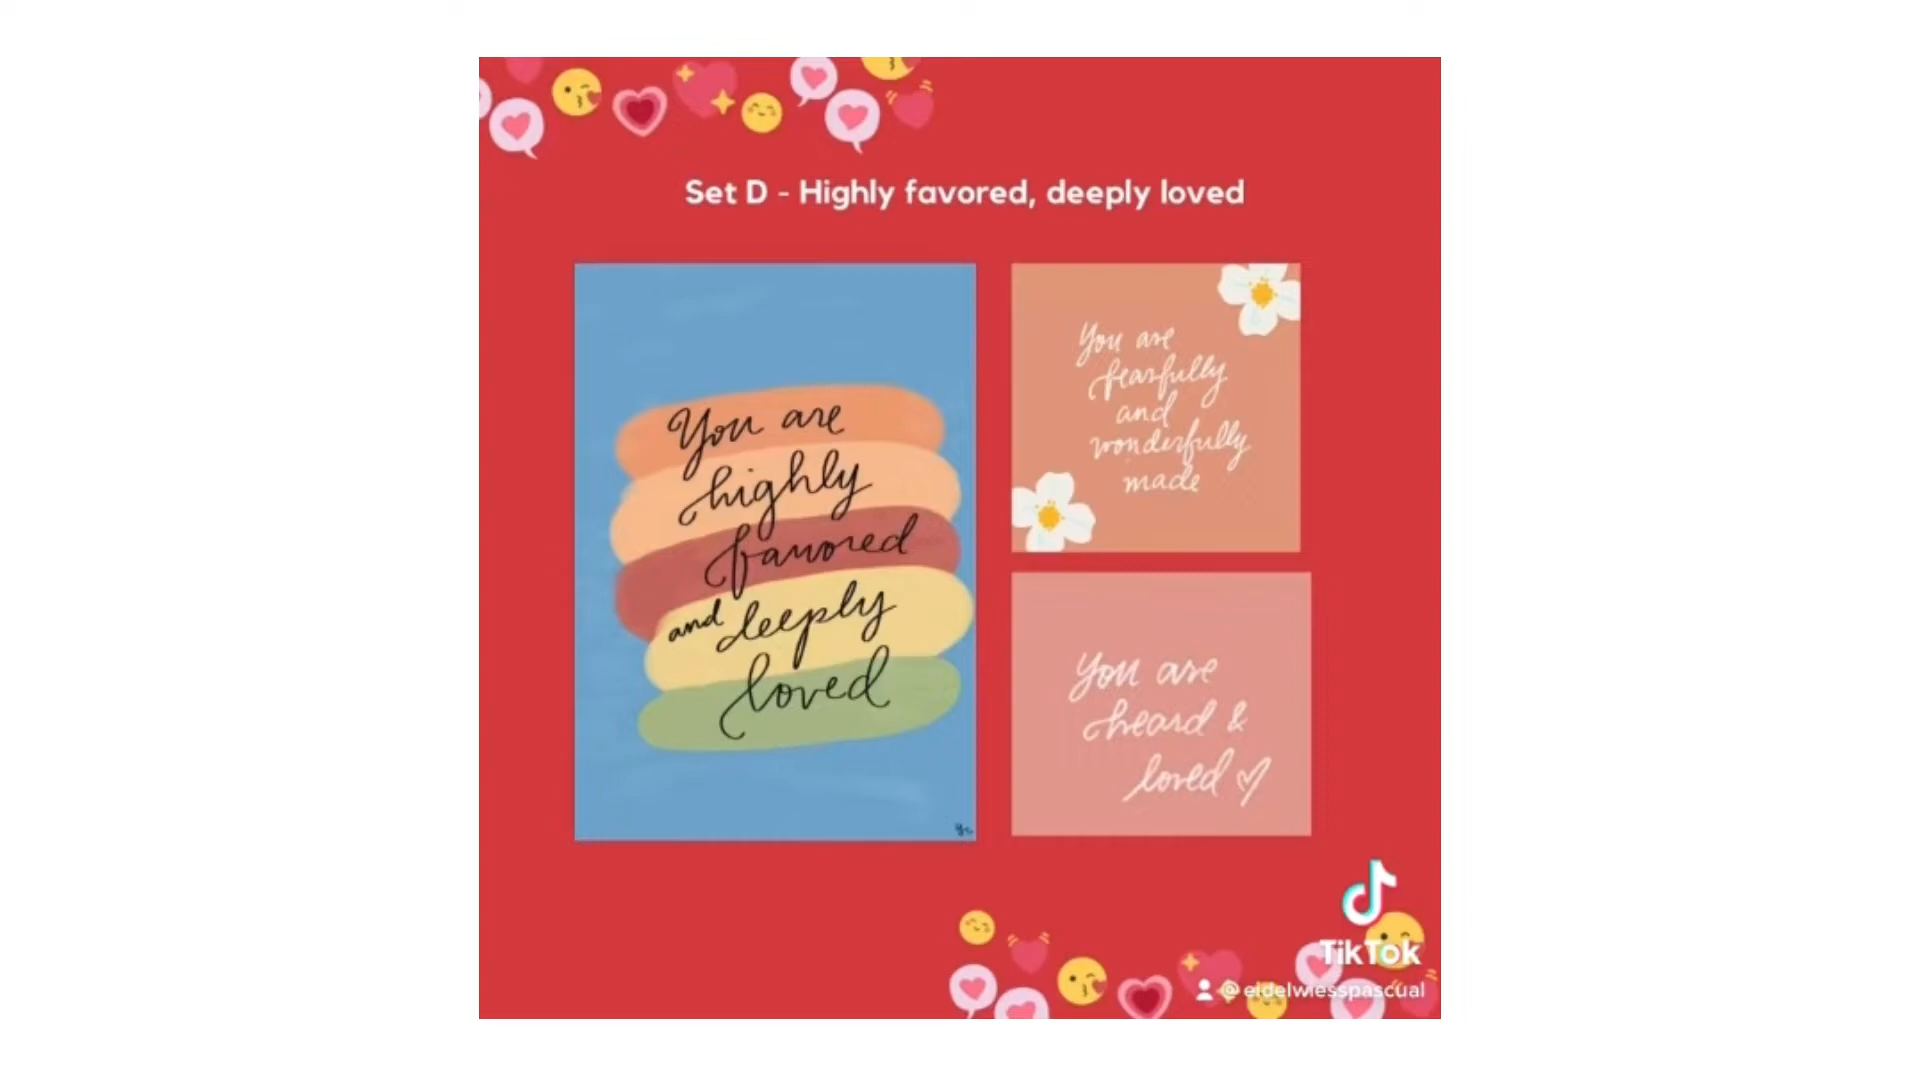 Set D - Highly favored, deeply loved
You are
highly
favored
and deeply
loved
You are
fearfully
and
wonderfully
made
You are
heard &
loved
TikTok
@eidelwiesspascual